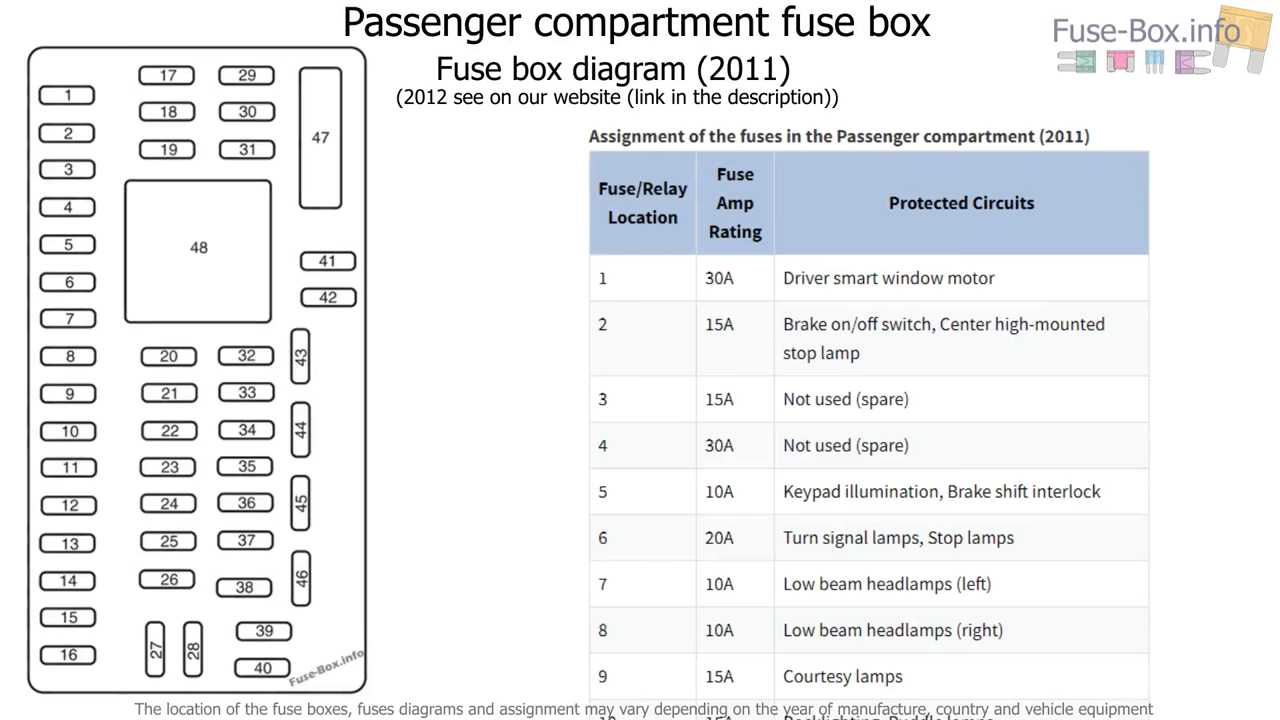 Passenger compartment fuse box
Fuse-Box.info
Fuse box diagram (2011)
(2012 see on our website (link in the description))
1
2
3
4
5
6
7
8
9
10
11
12
13
14
15
16
17
18
19
29
30
31
47
48
41
42
20
21
22
23
24
25
26
32
33
34
35
36
37
38
43
44
45
46
27
28
39
40
Fuse-Box.info
Assignment of the fuses in the Passenger compartment (2011)
Fuse/Relay Location
Fuse Amp Rating
Protected Circuits
1 30A Driver smart window motor
2 15A Brake on/off switch, Center high-mounted
stop lamp
3 15A Not used (spare)
4 30A Not used (spare)
5 10A Keypad illumination, Brake shift interlock
6 20A Turn signal lamps, Stop lamps
7 10A Low beam headlamps (left)
8 10A Low beam headlamps (right)
9 15A Courtesy lamps
The location of the fuse boxes, fuses diagrams and assignment may vary depending on the year of manufacture, country and vehicle equipment